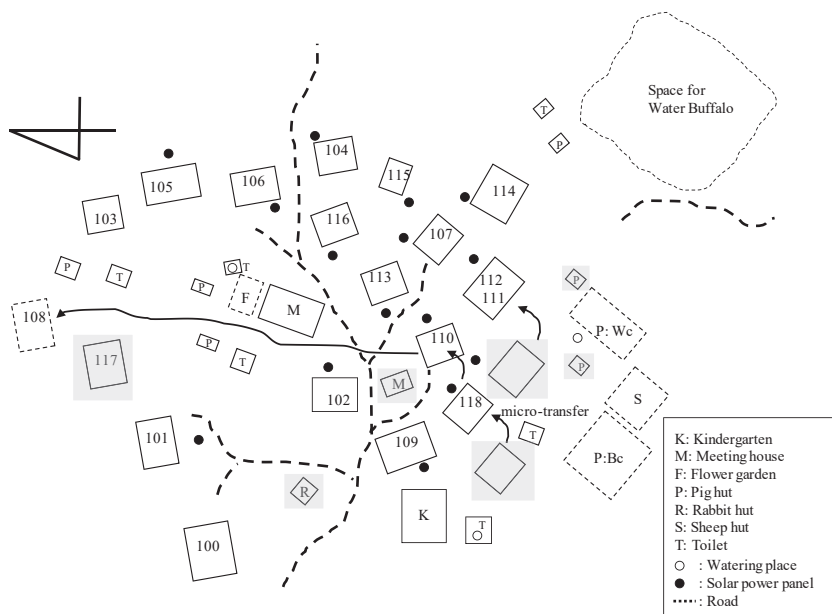 Space for
Water Buffalo
T
P
104
115
105
106
114
103
116
107
T
P
T
P
F
M
113
112
111
P
108
P
T
117
110
P: Wc
P
M
102
S
118
micro-transfer
T
101
109
P:Bc
R
K
T
100
K: Kindergarten
M: Meeting house
F: Flower garden
P: Pig hut
R: Rabbit hut
S: Sheep hut
T: Toilet
: Watering place
: Solar power panel
: Road